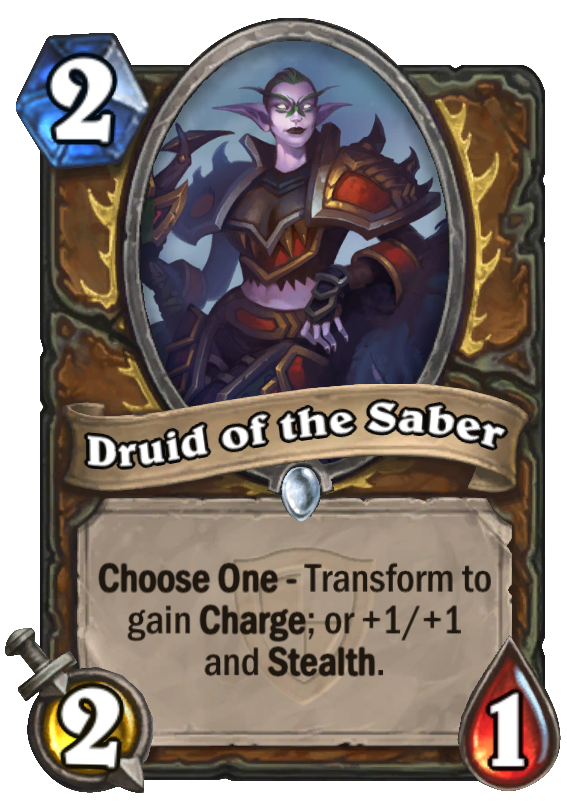 2
Druid of the Saber
Choose One - Transform to
gain Charge; or +1/+1
and Stealth.
2
1